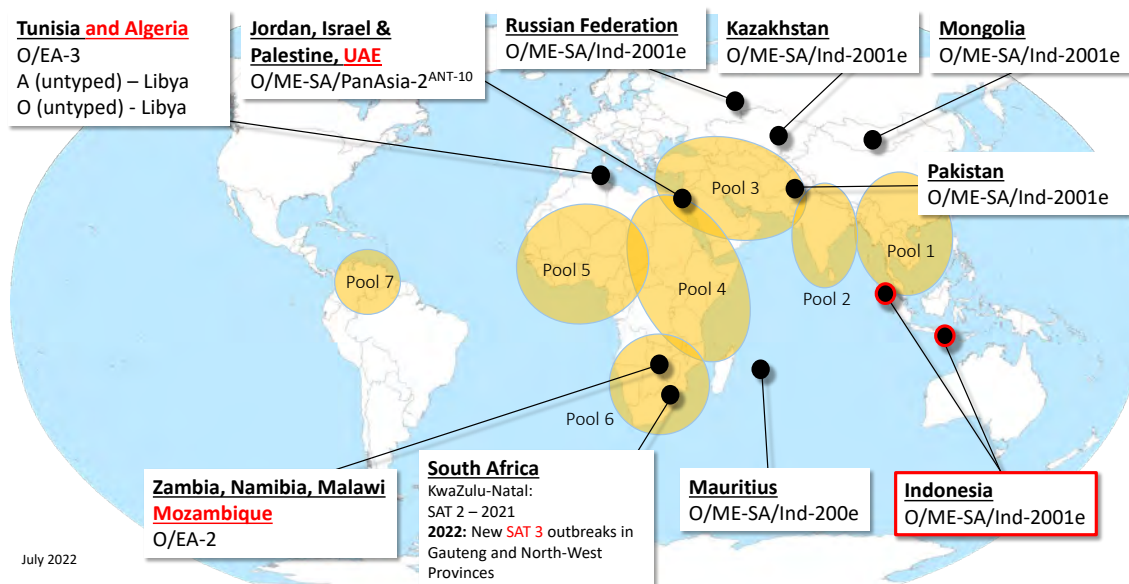 Tunisia and Algeria
O/EA-3
A (untyped) – Libya
O (untyped) - Libya
Jordan, Israel &
Palestine, UAE
O/ME-SA/PanAsia-2ANT-10
Russian Federation
O/ME-SA/Ind-2001e
Kazakhstan
O/ME-SA/Ind-2001e
Mongolia
O/ME-SA/Ind-2001e
Pakistan
O/ME-SA/Ind-2001e
Pool 3
Pool 1
Pool 5
Pool 4
Pool 7
Pool 2
Pool 6
Zambia, Namibia, Malawi
Mozambique
O/EA-2
South Africa
KwaZulu-Natal:
SAT 2 – 2021
2022: New SAT 3 outbreaks in
Gauteng and North-West
Provinces
Mauritius
O/ME-SA/Ind-200e
Indonesia
O/ME-SA/Ind-2001e
July 2022